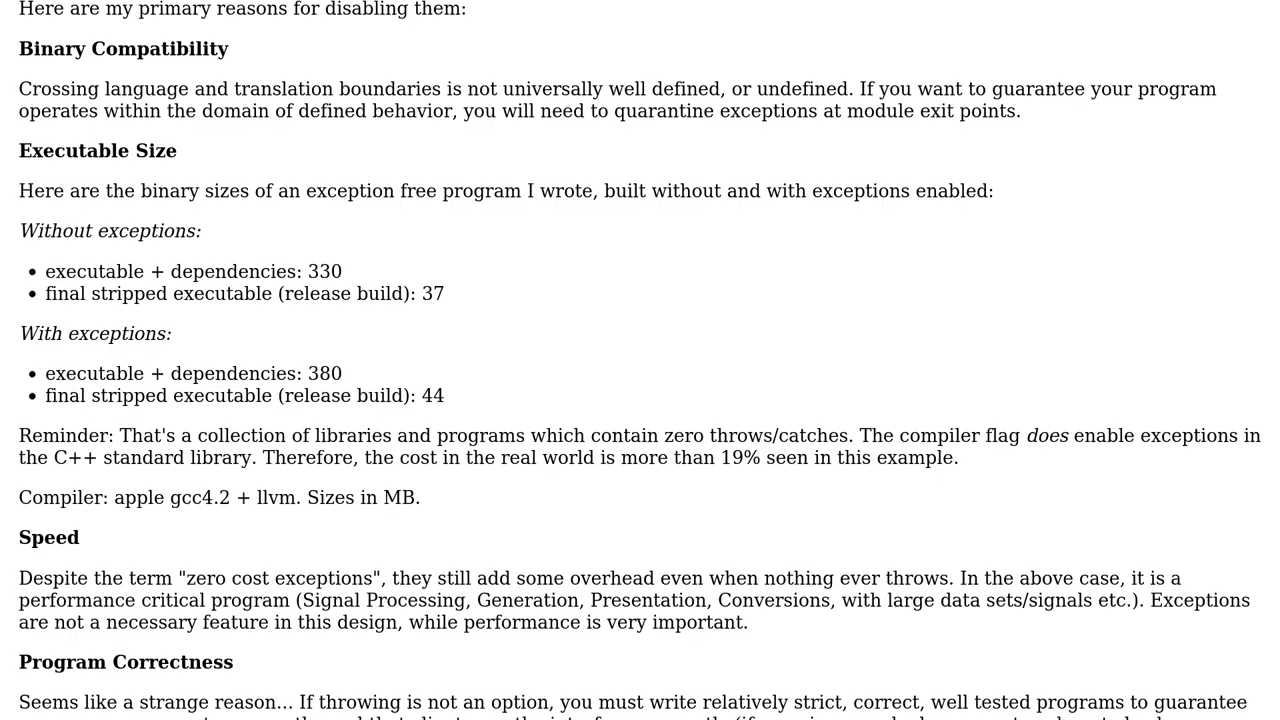 Here are my primary reasons for disabling them:
Binary Compatibility
Crossing language and translation boundaries is not universally well defined, or undefined. If you want to guarantee your program
operates within the domain of defined behavior, you will need to quarantine exceptions at module exit points.
Executable Size
Here are the binary sizes of an exception free program I wrote, built without and with exceptions enabled:
Without exceptions:
• executable + dependencies: 330
• final stripped executable (release build): 37
With exceptions:
• executable + dependencies: 380
• final stripped executable (release build): 44
Reminder: That's a collection of libraries and programs which contain zero throws/catches. The compiler flag does enable exceptions in
the C++ standard library. Therefore, the cost in the real world is more than 19% seen in this example.
Compiler: apple gcc4.2 + llvm. Sizes in MB.
Speed
Despite the term "zero cost exceptions", they still add some overhead even when nothing ever throws. In the above case, it is a
performance critical program (Signal Processing, Generation, Presentation, Conversions, with large data sets/signals etc.). Exceptions
are not a necessary feature in this design, while performance is very important.
Program Correctness
Seems like a strange reason... If throwing is not an option, you must write relatively strict, correct, well tested programs to guarantee